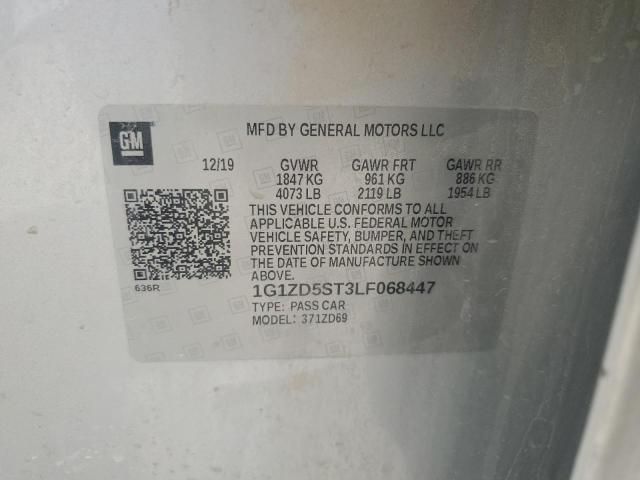 GM
MFD BY GENERAL MOTORS LLC
12/19 GVWR GAWR FRT GAWR RR
1847 KG 961 KG 886 KG
4073 LB 2119 LB 1954 LB
THIS VEHICLE CONFORMS TO ALL
APPLICABLE U.S. FEDERAL MOTOR
VEHICLE SAFETY, BUMPER, AND THEFT
PREVENTION STANDARDS IN EFFECT ON
THE DATE OF MANUFACTURE SHOWN
ABOVE.
636R
1G1ZD5ST3LF068447
TYPE: PASS CAR
MODEL: 371ZD69